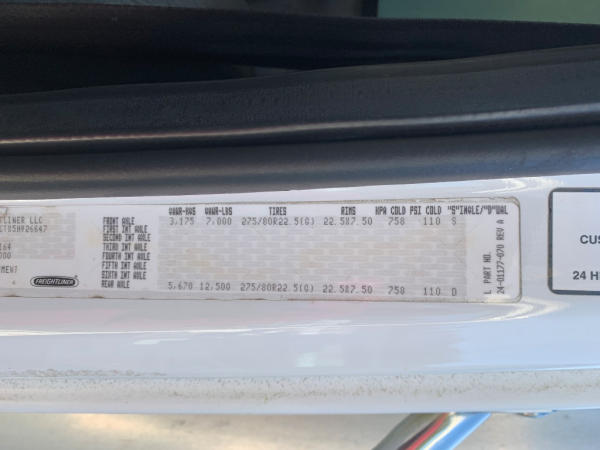 GAWR-KGS GAWR-LBS TIRES RIMS KPA COLD PSI COLD "S"INGLE/"D"UAL
LINER LLC
FRONT AXLE 3,175 7,000 275/80R22.5(G) 22.5X7.50 758 110 S
FIRST INT AXLE
SECOND INT AXLE
THIRD INT AXLE
FOURTH INT AXLE
FIFTH INT AXLE
SIXTH INT AXLE
REAR AXLE 5,670 12,500 275/80R22.5(G) 22.5X7.50 758 110 D
164
000
FREIGHTLINER
L PART NO.
24-01177-070 REV A
CUS
24 H